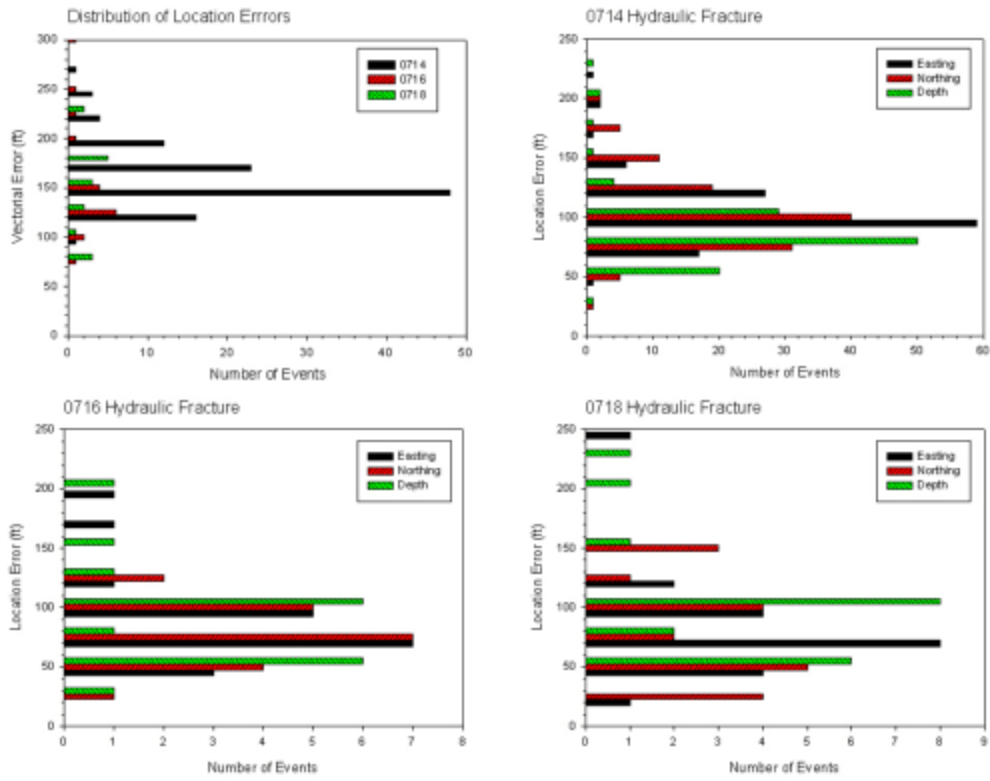 Distribution of Location Errrors
300
250
200
150
100
50
0
Vectorial Error (ft)
0714
0716
0718
0 10 20 30 40 50
Number of Events
0714 Hydraulic Fracture
250
200
150
100
50
0
Location Error (ft)
Easting
Northing
Depth
0 10 20 30 40 50 60
Number of Events
0716 Hydraulic Fracture
250
200
150
100
50
0
Location Error (ft)
Easting
Northing
Depth
0 1 2 3 4 5 6 7 8
Number of Events
0718 Hydraulic Fracture
250
200
150
100
50
0
Location Error (ft)
Easting
Northing
Depth
0 1 2 3 4 5 6 7 8 9
Number of Events